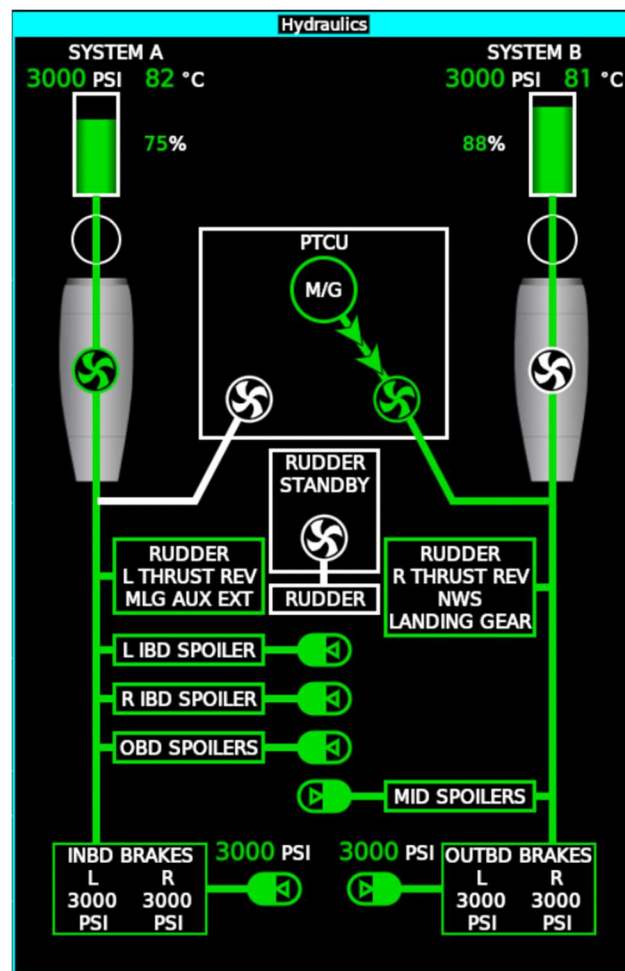 Hydraulics
SYSTEM A
3000 PSI 82 °C
75%
SYSTEM B
3000 PSI 81 °C
88%
PTCU
M/G
RUDDER
STANDBY
RUDDER
RUDDER
L THRUST REV
MLG AUX EXT
RUDDER
R THRUST REV
NWS
LANDING GEAR
L IBD SPOILER
R IBD SPOILER
OBD SPOILERS
MID SPOILERS
INBD BRAKES
L R
3000 3000
PSI PSI
3000 PSI
3000 PSI
OUTBD BRAKES
L R
3000 3000
PSI PSI